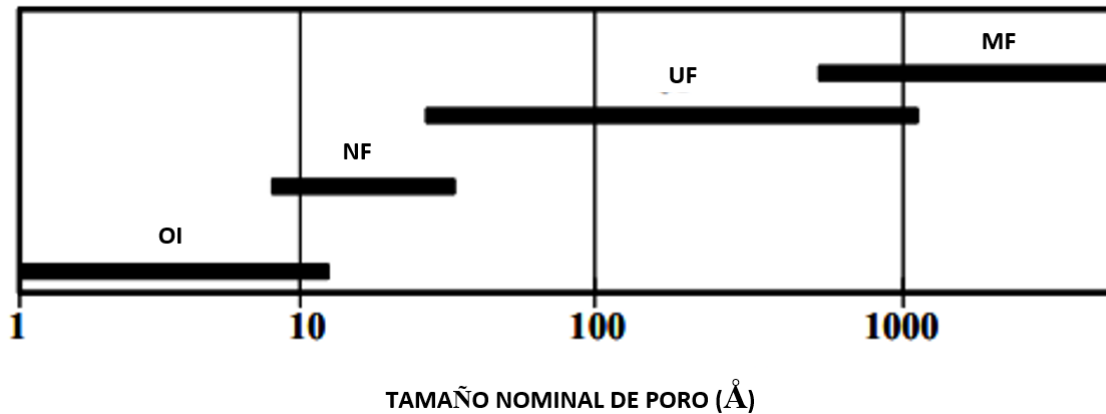 MF
UF
NF
OI
1 10 100 1000
TAMAÑO NOMINAL DE PORO (Å)